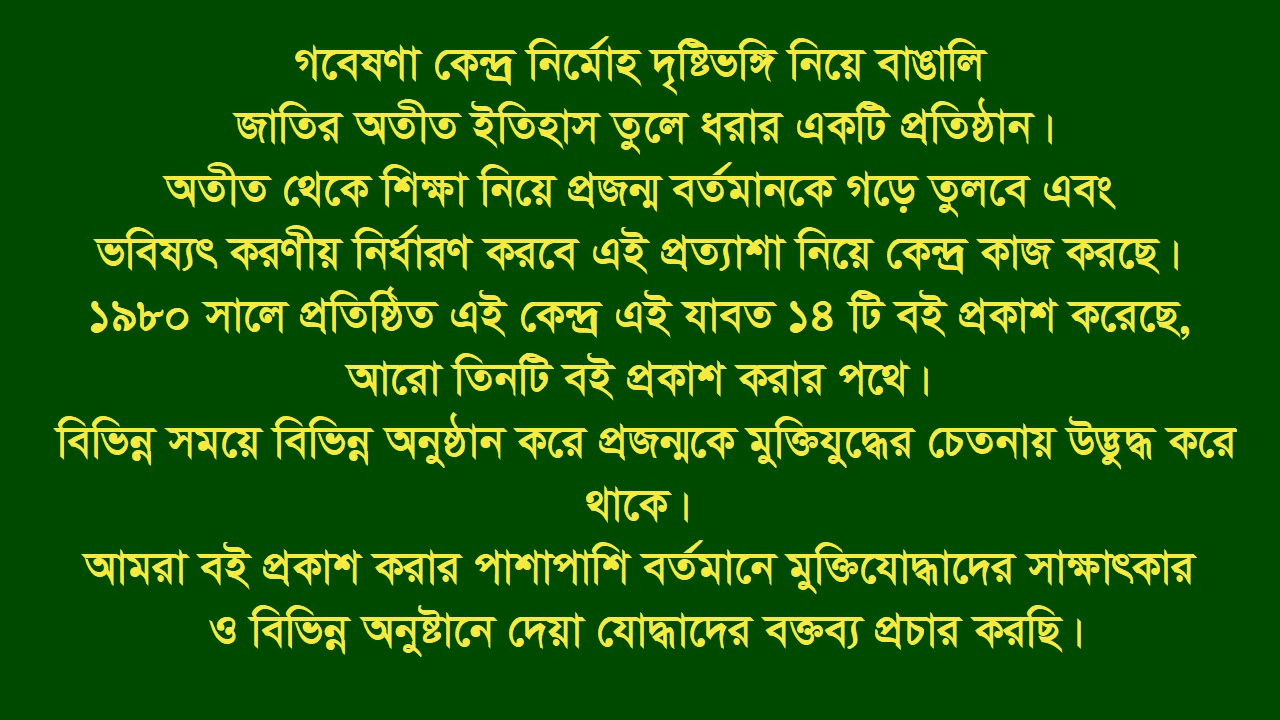 গবেষণা কেন্দ্র নির্মোহ দৃষ্টিভঙ্গি নিয়ে বাঙালি
জাতির অতীত ইতিহাস তুলে ধরার একটি প্রতিষ্ঠান।
অতীত থেকে শিক্ষা নিয়ে প্রজন্ম বর্তমানকে গড়ে তুলবে এবং
ভবিষ্যৎ করণীয় নির্ধারণ করবে এই প্রত্যাশা নিয়ে কেন্দ্র কাজ করছে।
১৯৮০ সালে প্রতিষ্ঠিত এই কেন্দ্র এই যাবত ১৪ টি বই প্রকাশ করেছে,
আরো তিনটি বই প্রকাশ করার পথে।
বিভিন্ন সময়ে বিভিন্ন অনুষ্ঠান করে প্রজন্মকে মুক্তিযুদ্ধের চেতনায় উদ্ভুদ্ধ করে
থাকে।
আমরা বই প্রকাশ করার পাশাপাশি বর্তমানে মুক্তিযোদ্ধাদের সাক্ষাৎকার
ও বিভিন্ন অনুষ্টানে দেয়া যোদ্ধাদের বক্তব্য প্রচার করছি।